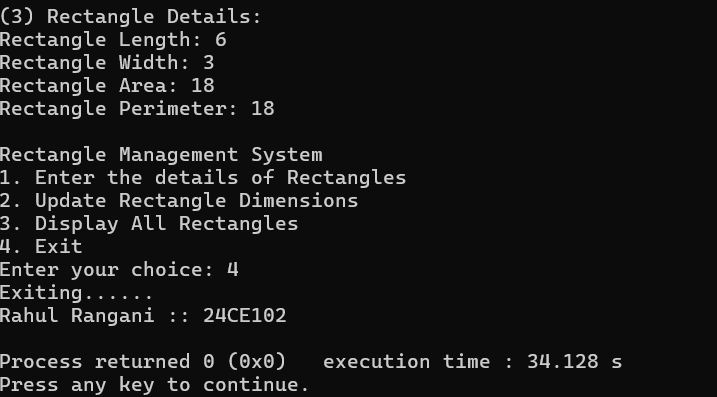 (3) Rectangle Details:
Rectangle Length: 6
Rectangle Width: 3
Rectangle Area: 18
Rectangle Perimeter: 18
Rectangle Management System
1. Enter the details of Rectangles
2. Update Rectangle Dimensions
3. Display All Rectangles
4. Exit
Enter your choice: 4
Exiting......
Rahul Rangani :: 24CE102
Process returned 0 (0x0)   execution time : 34.128 s
Press any key to continue.